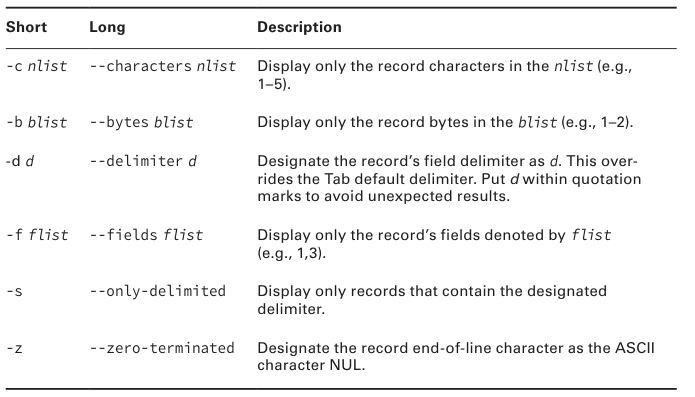 Short Long Description
-c nlist --characters nlist Display only the record characters in the nlist (e.g.,
1–5).
-b blist --bytes blist Display only the record bytes in the blist (e.g., 1–2).
-d d --delimiter d Designate the record’s field delimiter as d. This over-
rides the Tab default delimiter. Put d within quotation
marks to avoid unexpected results.
-f flist --fields flist Display only the record’s fields denoted by flist
(e.g., 1,3).
-s --only-delimited Display only records that contain the designated
delimiter.
-z --zero-terminated Designate the record end-of-line character as the ASCII
character NUL.